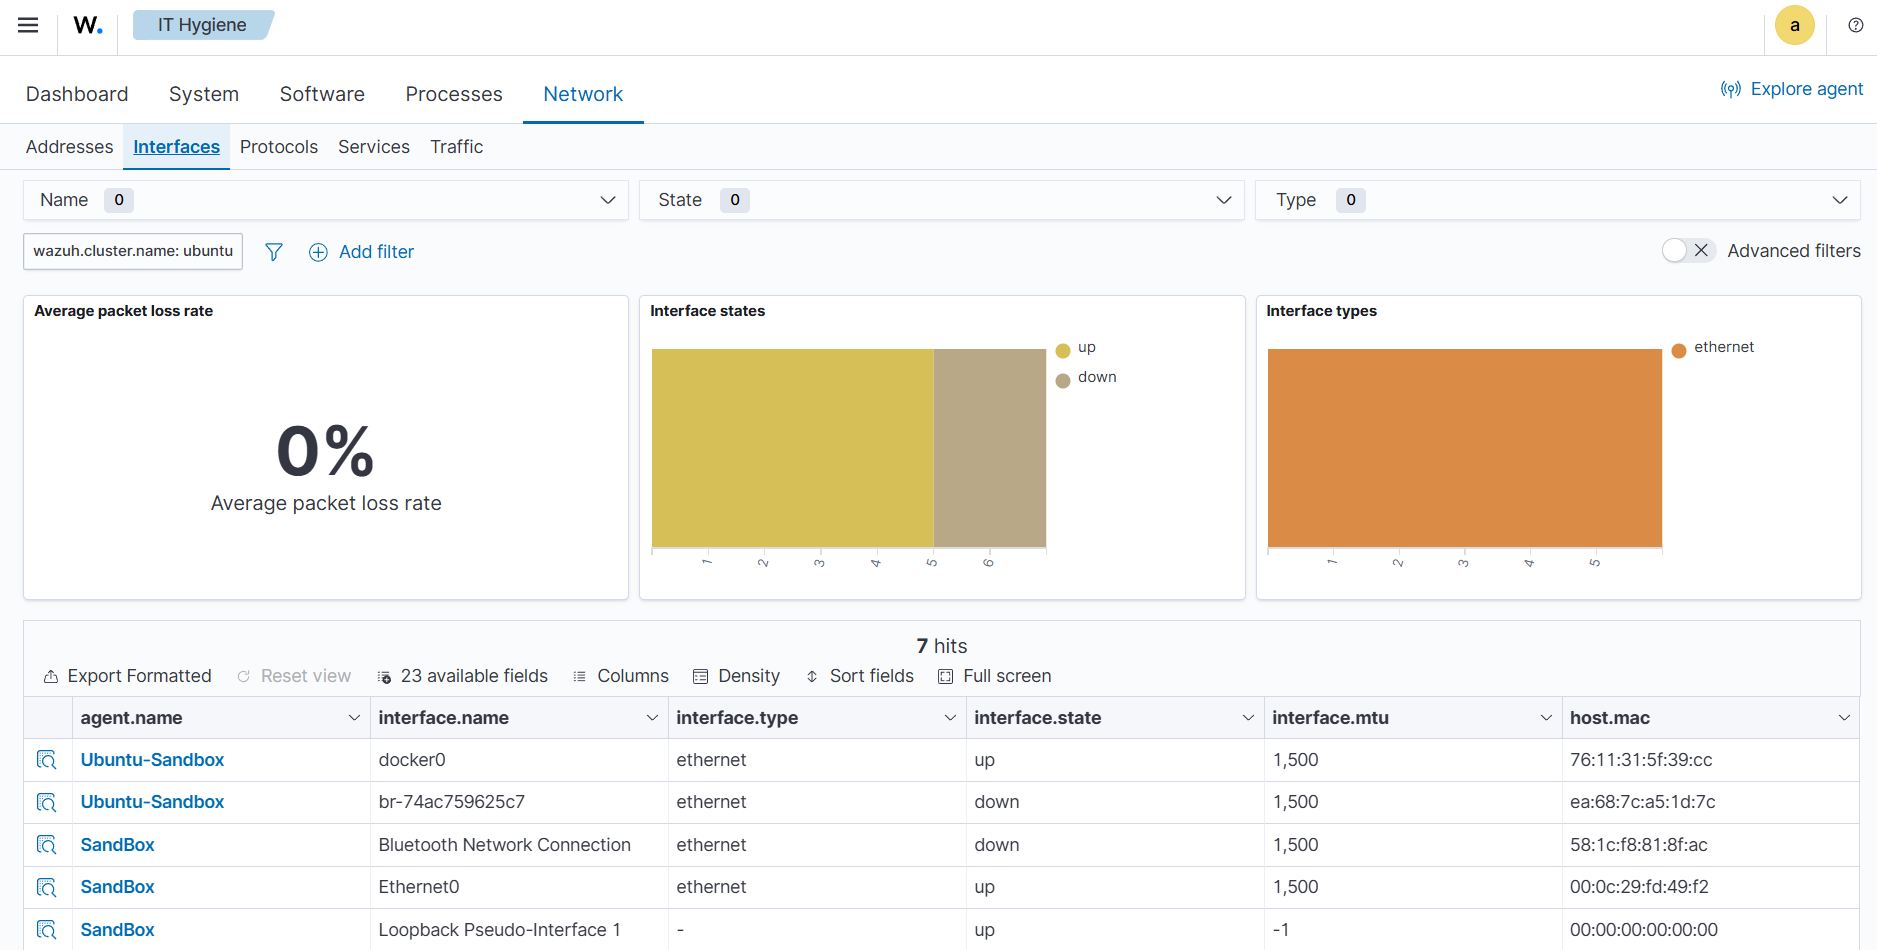 W. IT Hygiene a
Dashboard System Software Processes Network Explore agent
Addresses Interfaces Protocols Services Traffic
Name 0 State 0 Type 0
wazuh.cluster.name: ubuntu Add filter Advanced filters
Average packet loss rate
0%
Average packet loss rate
Interface states
up
down
1 2 3 4 5 6
Interface types
ethernet
1 2 3 4 5
7 hits
Export Formatted Reset view 23 available fields Columns Density Sort fields Full screen
agent.name interface.name interface.type interface.state interface.mtu host.mac
Ubuntu-Sandbox docker0 ethernet up 1,500 76:11:31:5f:39:cc
Ubuntu-Sandbox br-74ac759625c7 ethernet down 1,500 ea:68:7c:a5:1d:7c
SandBox Bluetooth Network Connection ethernet down 1,500 58:1c:f8:81:8f:ac
SandBox Ethernet0 ethernet up 1,500 00:0c:29:fd:49:f2
SandBox Loopback Pseudo-Interface 1 - up -1 00:00:00:00:00:00